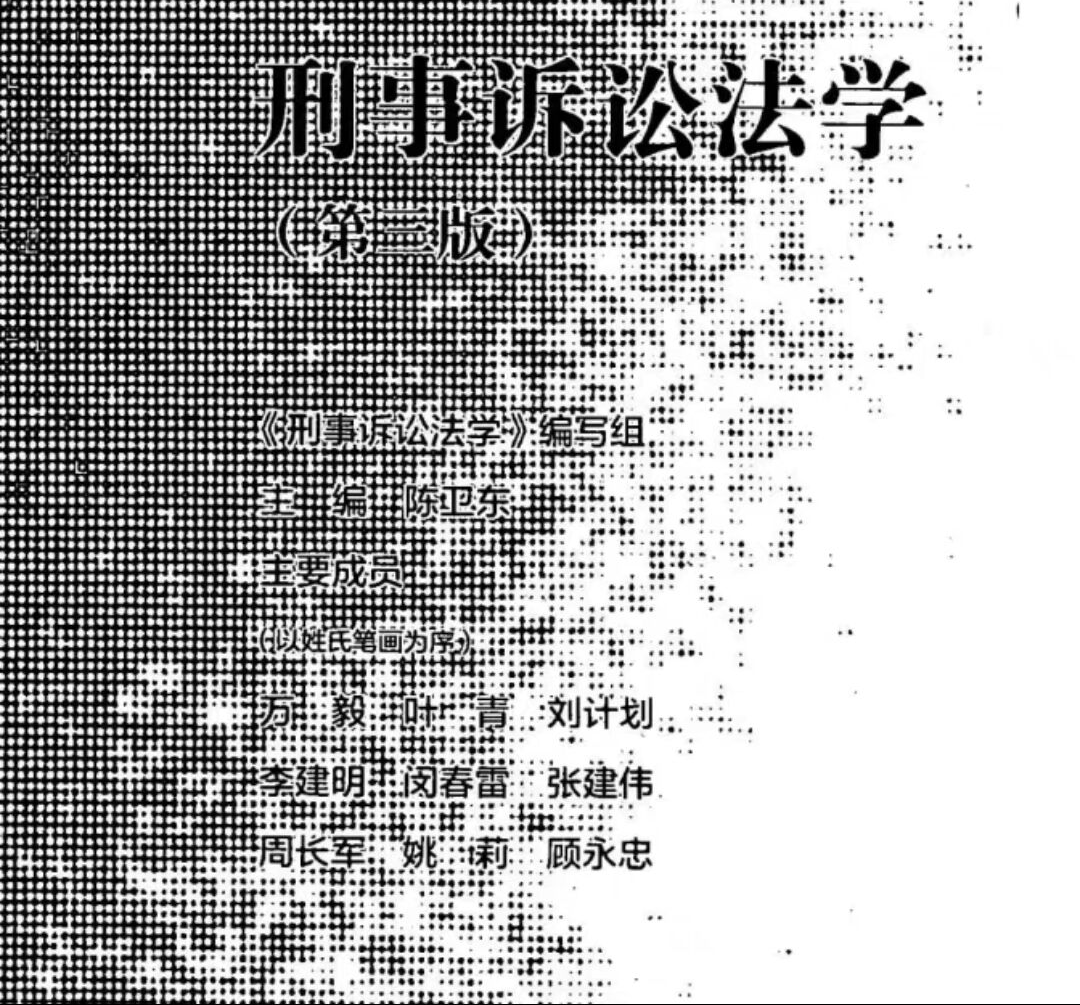 刑事诉讼法学
（第三版）
《刑事诉讼法学》编写组
主 编 陈卫东
主要成员
（以姓氏笔画为序）
万 毅 叶 青 刘计划
李建明 闵春雷 张建伟
周长军 姚 莉 顾永忠